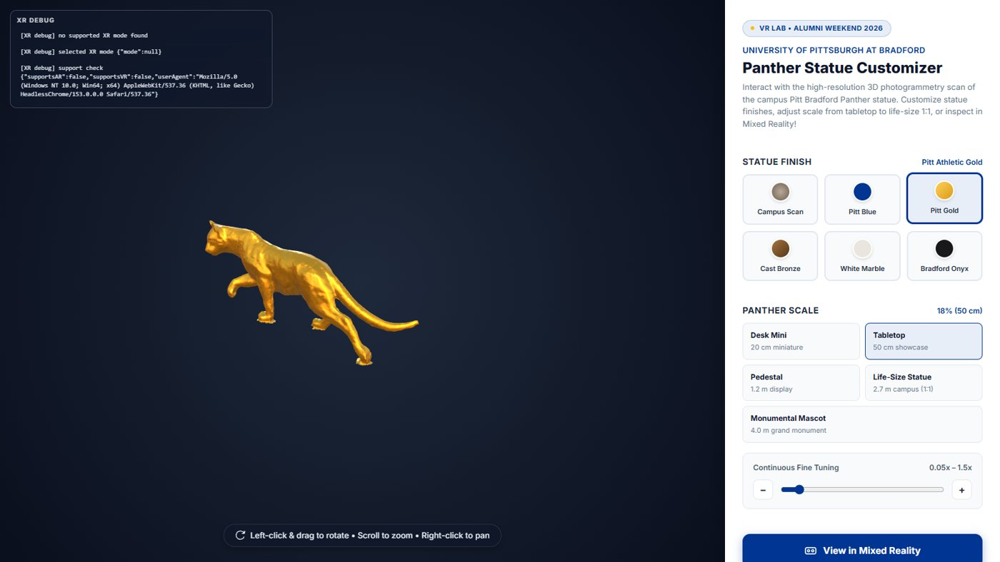 XR DEBUG
[XR debug] no supported XR mode found
[XR debug] selected XR mode {"mode":null}
[XR debug] support check
{"supportsAR":false,"supportsVR":false,"userAgent":"Mozilla/5.0
(Windows NT 10.0; Win64; x64) AppleWebKit/537.36 (KHTML, like Gecko)
HeadlessChrome/153.0.0.0 Safari/537.36"}
Left-click & drag to rotate • Scroll to zoom • Right-click to pan
VR LAB • ALUMNI WEEKEND 2026
UNIVERSITY OF PITTSBURGH AT BRADFORD
Panther Statue Customizer
Interact with the high-resolution 3D photogrammetry scan of
the campus Pitt Bradford Panther statue. Customize statue
finishes, adjust scale from tabletop to life-size 1:1, or inspect in
Mixed Reality!
STATUE FINISH
Pitt Athletic Gold
Campus Scan
Pitt Blue
Pitt Gold
Cast Bronze
White Marble
Bradford Onyx
PANTHER SCALE
18% (50 cm)
Desk Mini
20 cm miniature
Tabletop
50 cm showcase
Pedestal
1.2 m display
Life-Size Statue
2.7 m campus (1:1)
Monumental Mascot
4.0 m grand monument
Continuous Fine Tuning
0.05x – 1.5x
−
+
View in Mixed Reality